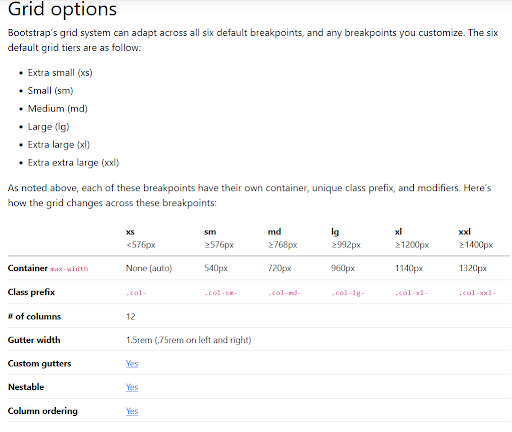 Grid options
Bootstrap's grid system can adapt across all six default breakpoints, and any breakpoints you customize. The six
default grid tiers are as follow:
• Extra small (xs)
• Small (sm)
• Medium (md)
• Large (lg)
• Extra large (xl)
• Extra extra large (xxl)
As noted above, each of these breakpoints have their own container, unique class prefix, and modifiers. Here's
how the grid changes across these breakpoints:
xs sm md lg xl xxl
<576px ≥576px ≥768px ≥992px ≥1200px ≥1400px
Container max-width None (auto) 540px 720px 960px 1140px 1320px
Class prefix .col- .col-sm- .col-md- .col-lg- .col-xl- .col-xxl-
# of columns 12
Gutter width 1.5rem (.75rem on left and right)
Custom gutters Yes
Nestable Yes
Column ordering Yes